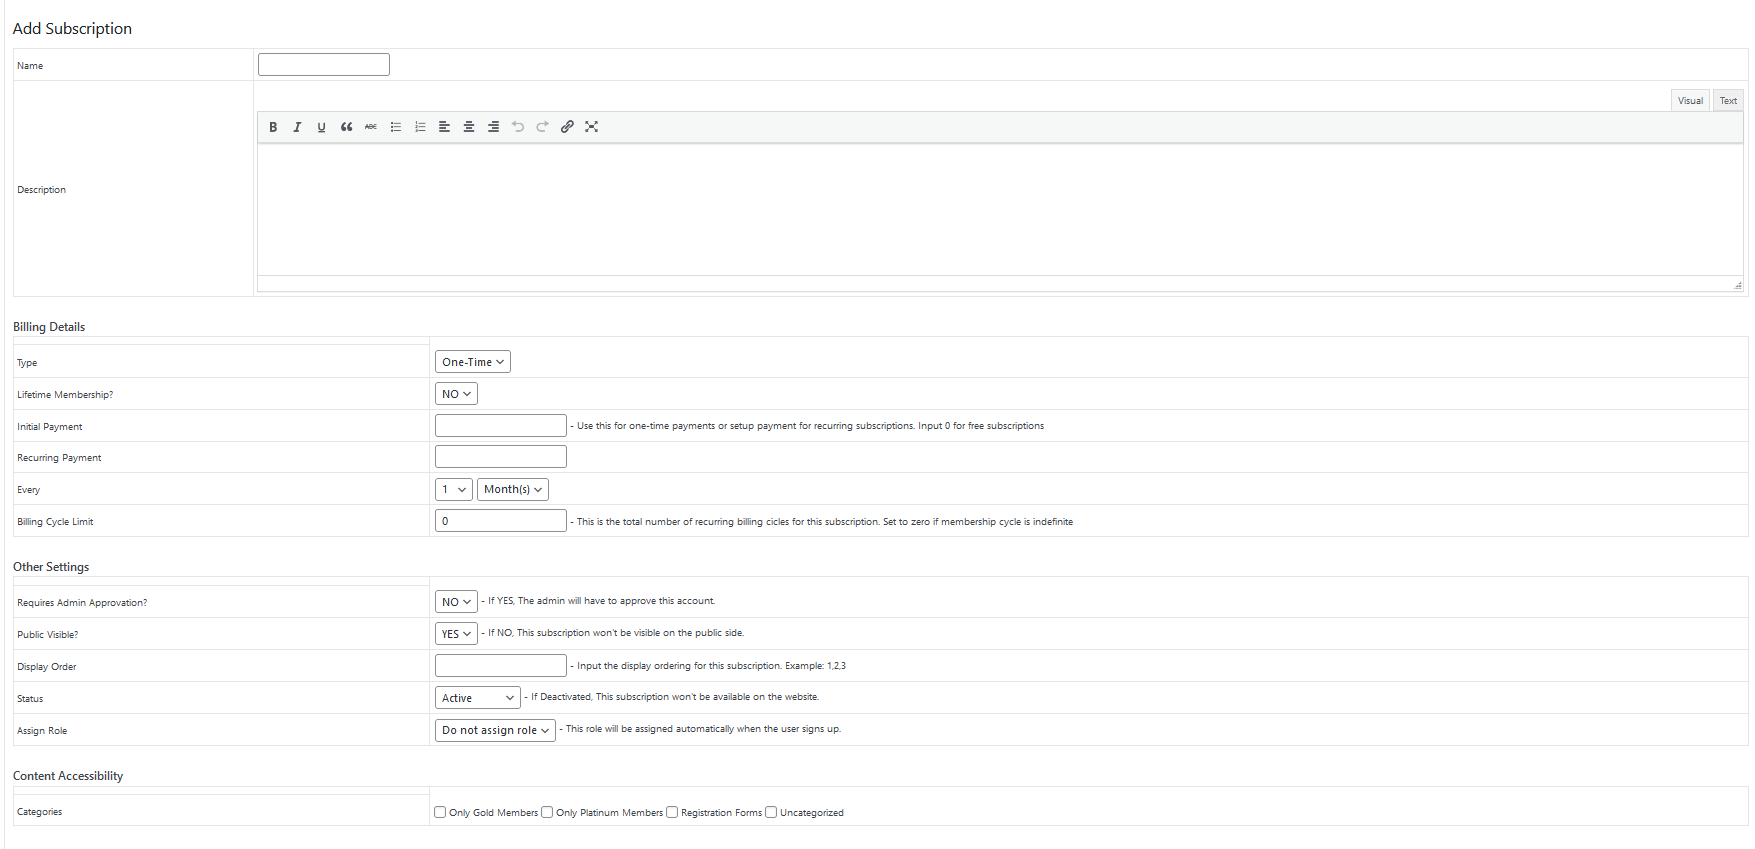 Add Subscription
Name
Visual Text
B I U ABC
Description
Billing Details
Type One-Time
Lifetime Membership? NO
Initial Payment - Use this for one-time payments or setup payment for recurring subscriptions. Input 0 for free subscriptions
Recurring Payment
Every 1 Month(s)
Billing Cycle Limit 0 - This is the total number of recurring billing cicles for this subscription. Set to zero if membership cycle is indefinite
Other Settings
Requires Admin Approvation? NO - If YES, The admin will have to approve this account.
Public Visible? YES - If NO, This subscription won't be visible on the public side.
Display Order - Input the display ordering for this subscription. Example: 1,2,3
Status Active - If Deactivated, This subscription won't be available on the website.
Assign Role Do not assign role - This role will be assigned automatically when the user signs up.
Content Accessibility
Categories Only Gold Members Only Platinum Members Registration Forms Uncategorized